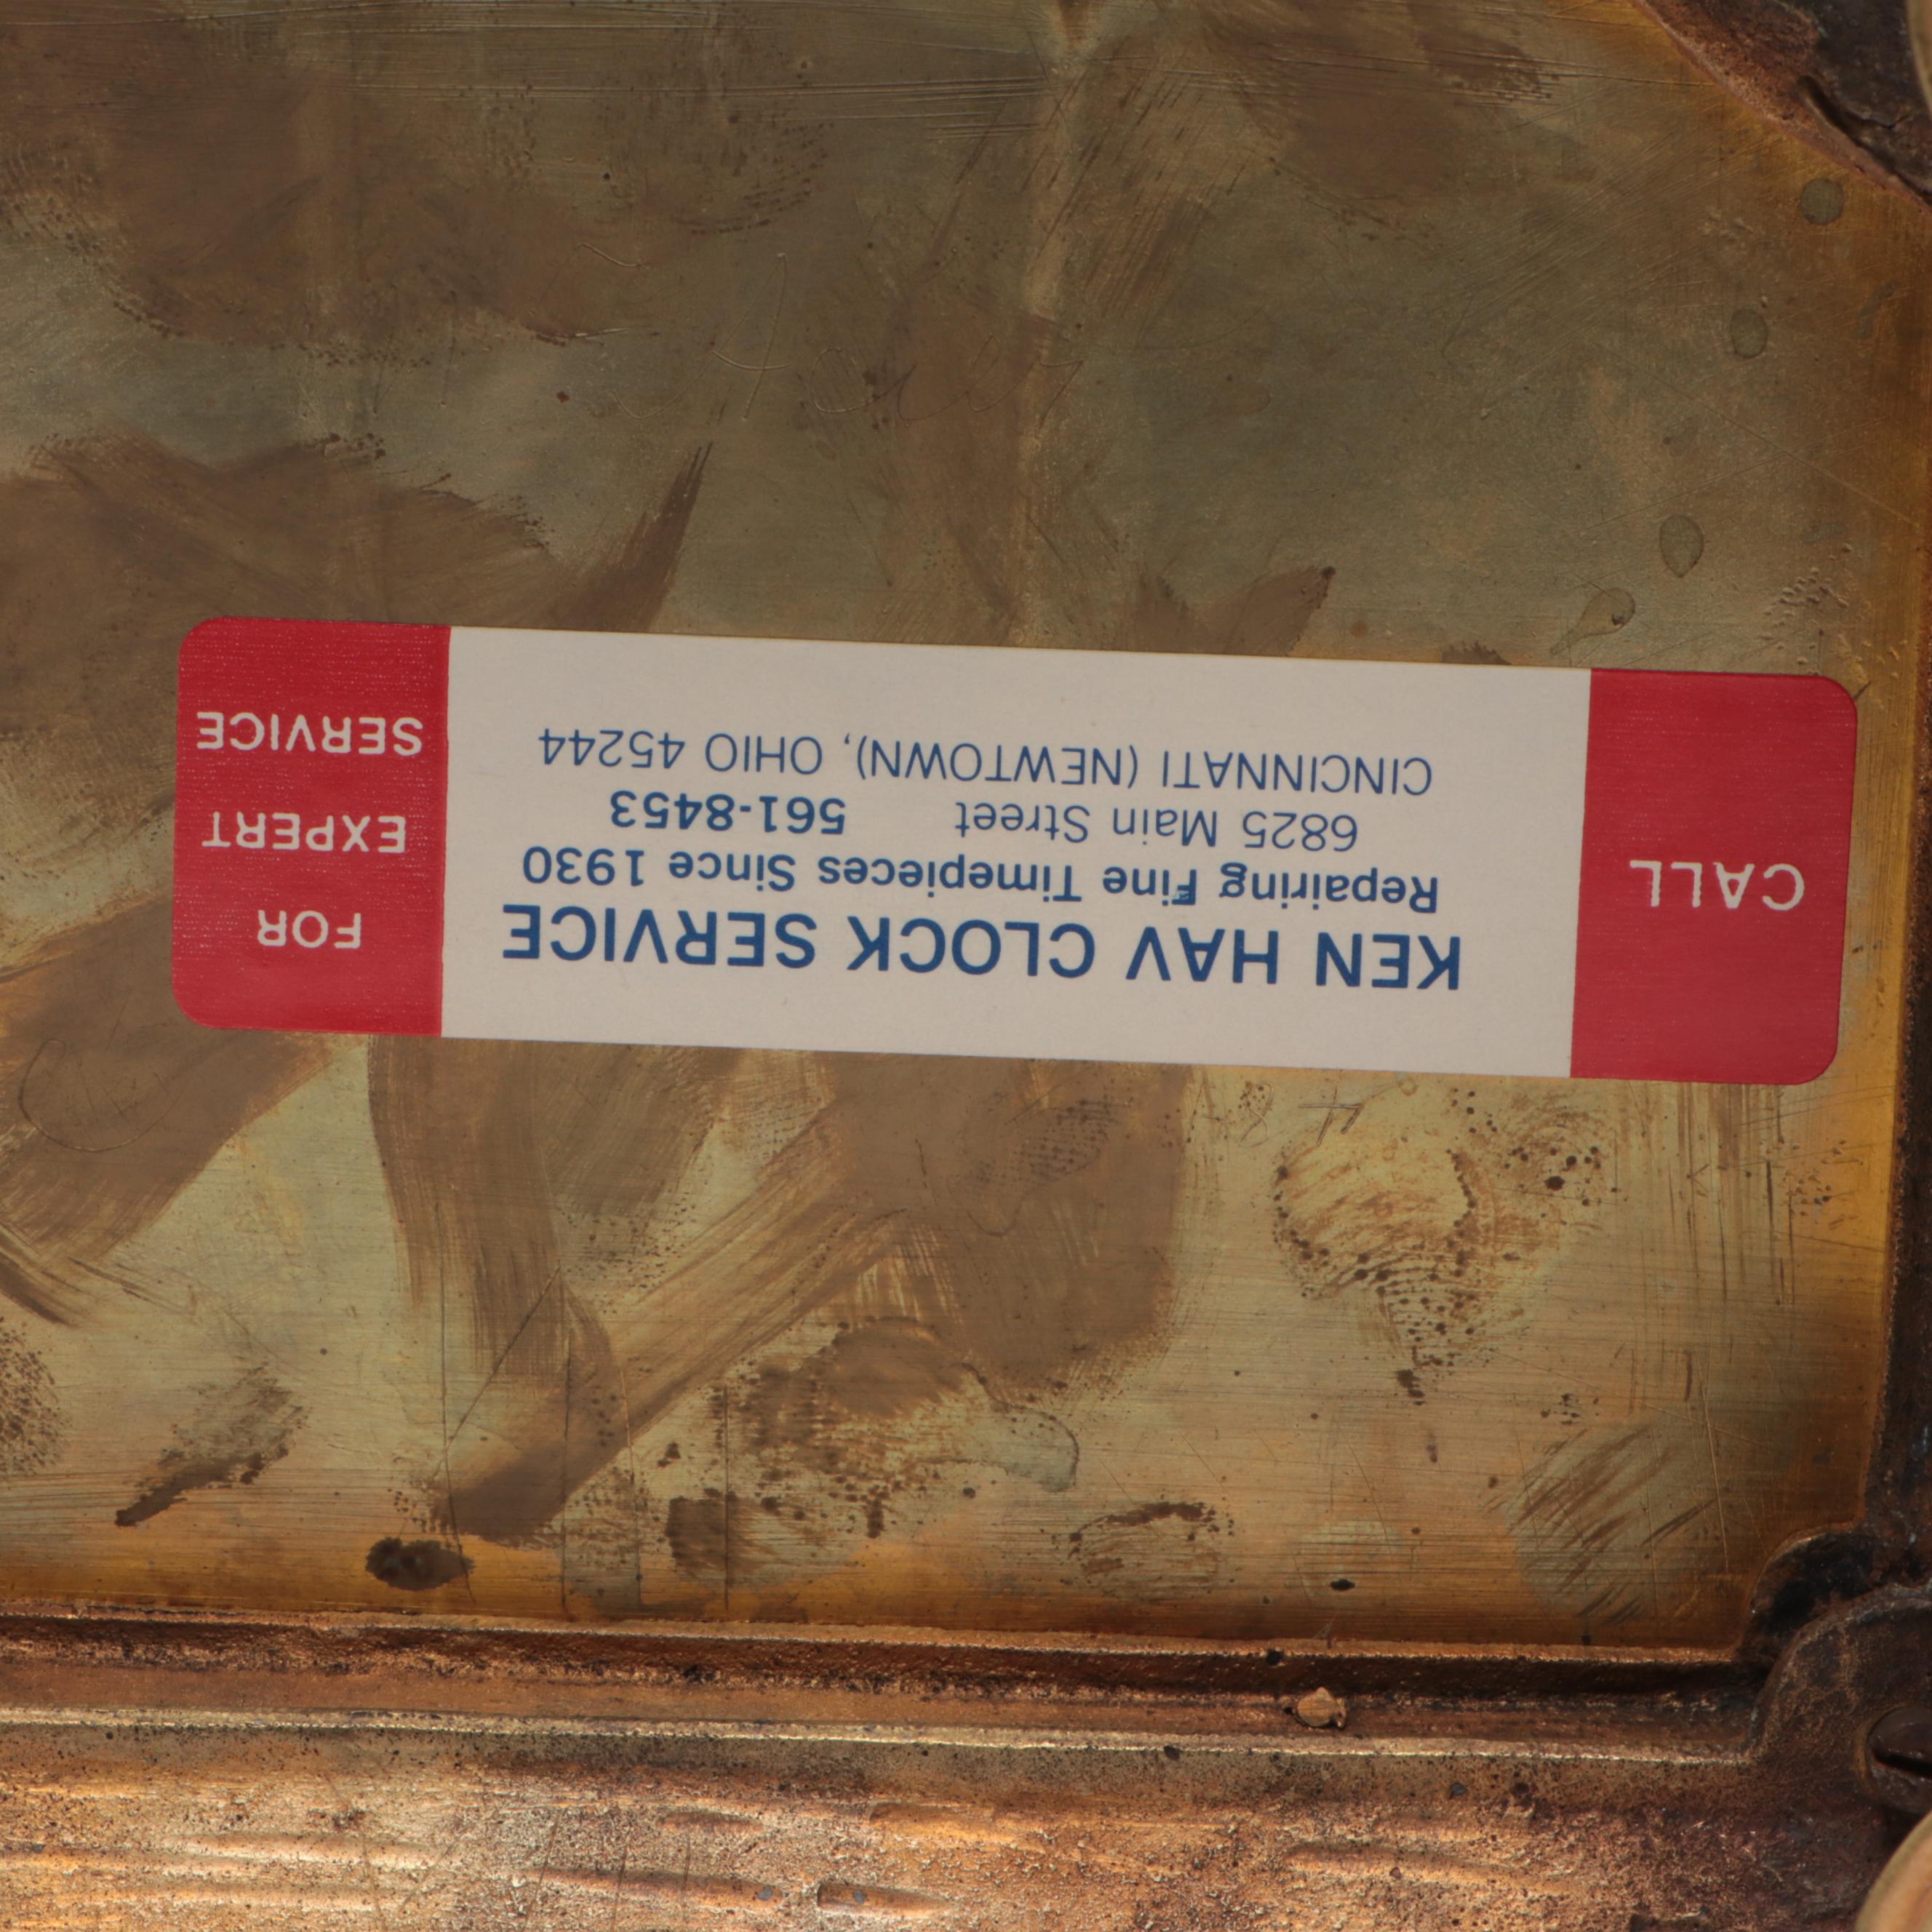 CALL
KEN HAV CLOCK SERVICE
Repairing Fine Timepieces Since 1930
6825 Main Street 561-8453
CINCINNATI (NEWTOWN), OHIO 45244
FOR
EXPERT
SERVICE